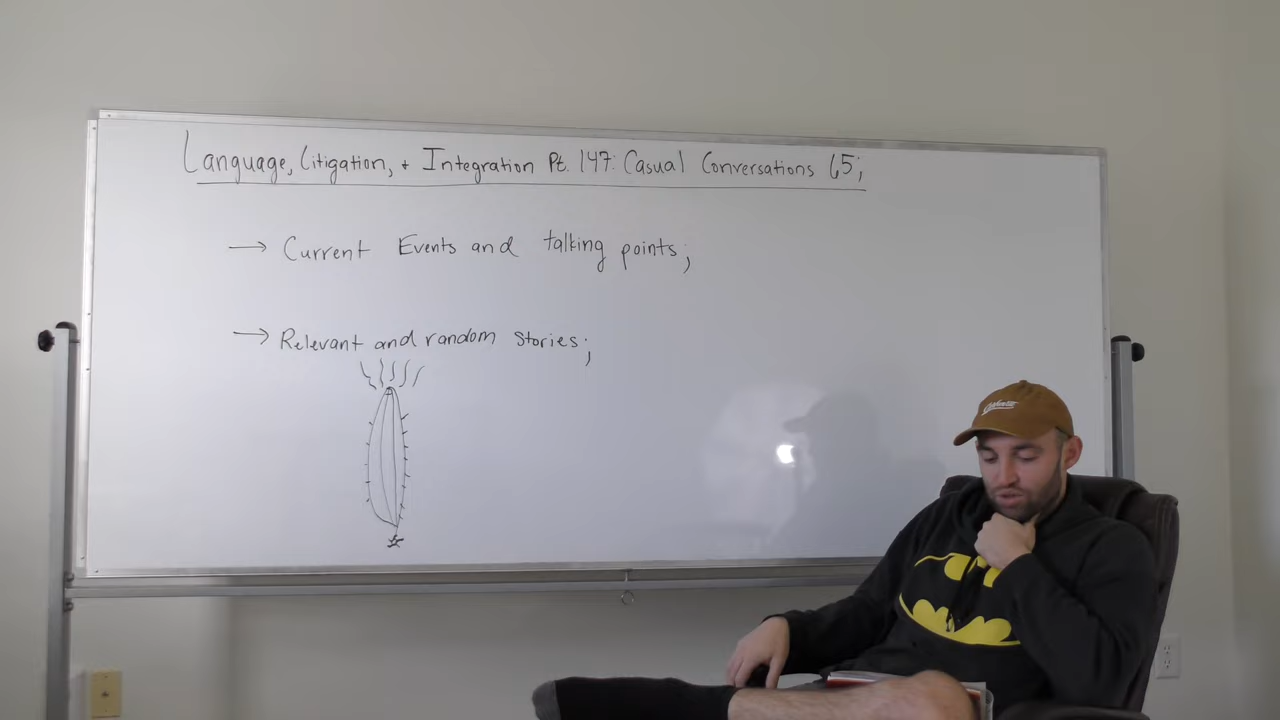 Language, Litigation, + Integration Pt. 147: Casual Conversations 65;
→ Current Events and talking points;
→ Relevant and random stories;